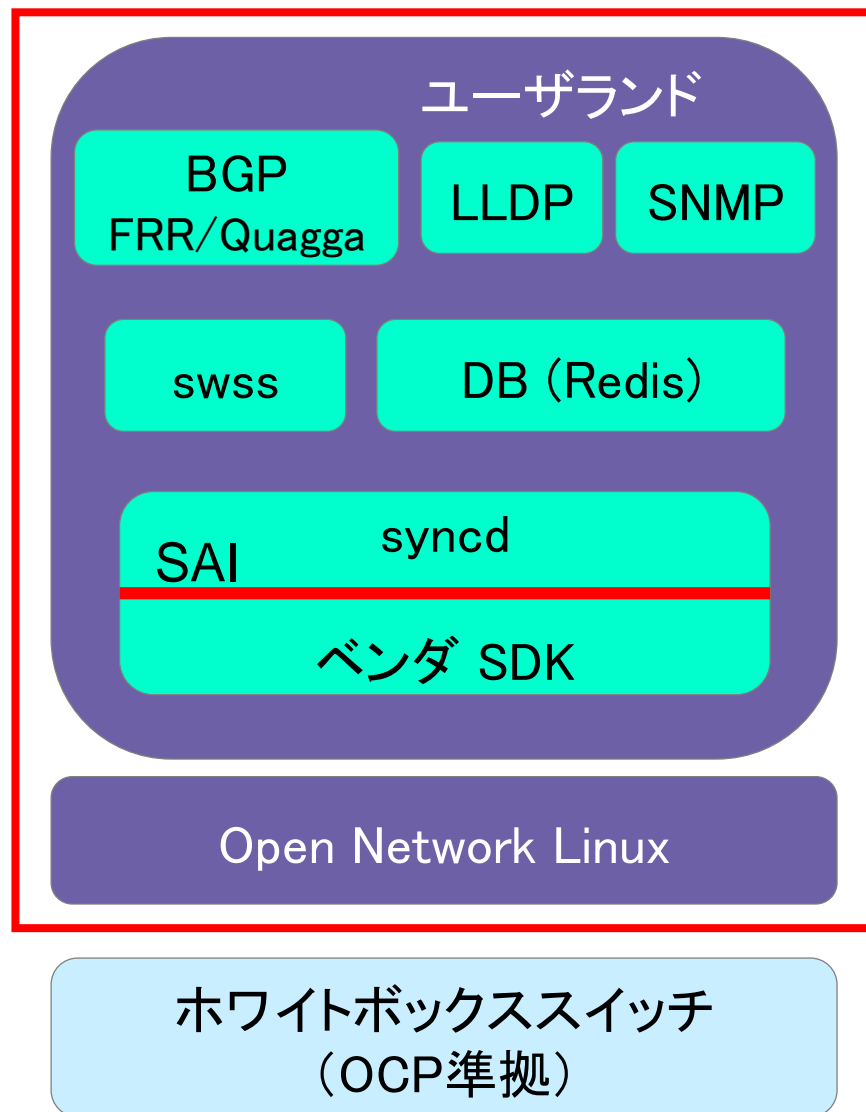 ユーザランド
BGP
FRR/Quagga
LLDP
SNMP
swss
DB (Redis)
syncd
SAI
ベンダ SDK
Open Network Linux
ホワイトボックススイッチ
（OCP準拠）